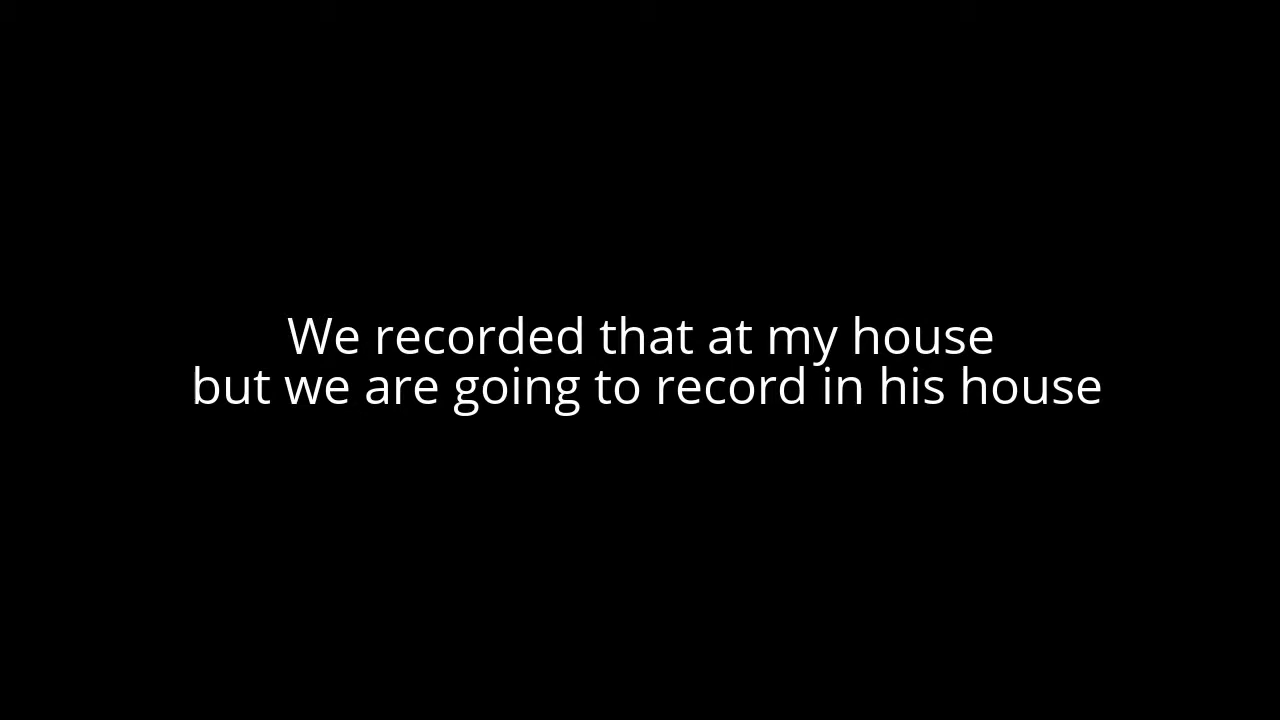 We recorded that at my house
but we are going to record in his house